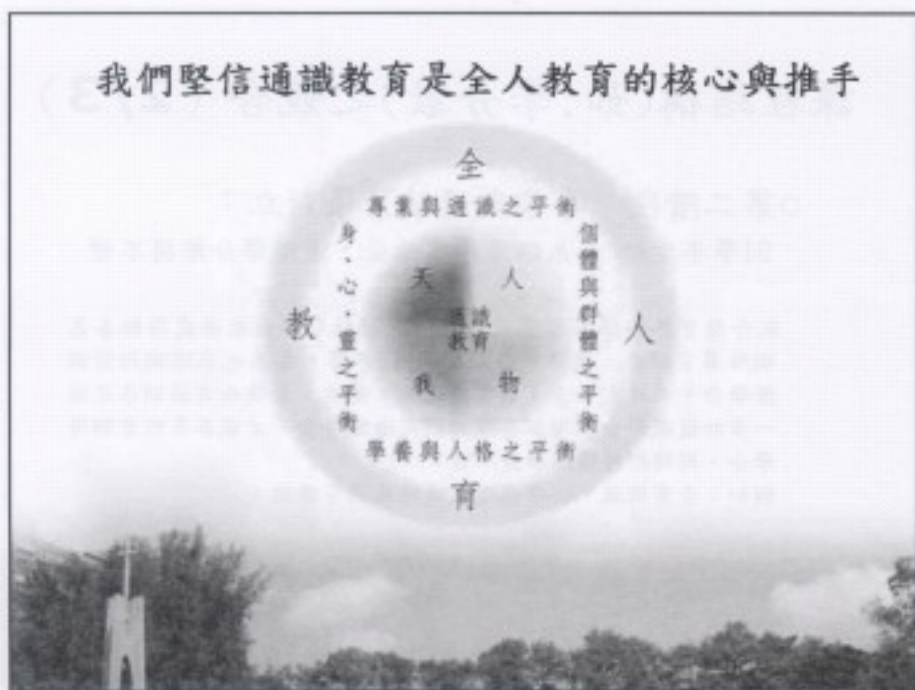 我們堅信通識教育是全人教育的核心與推手
全
專業與通識之平衡
身、心、靈之平衡
個體與群體之平衡
天
人
教
通識
教育
人
我
物
學養與人格之平衡
育